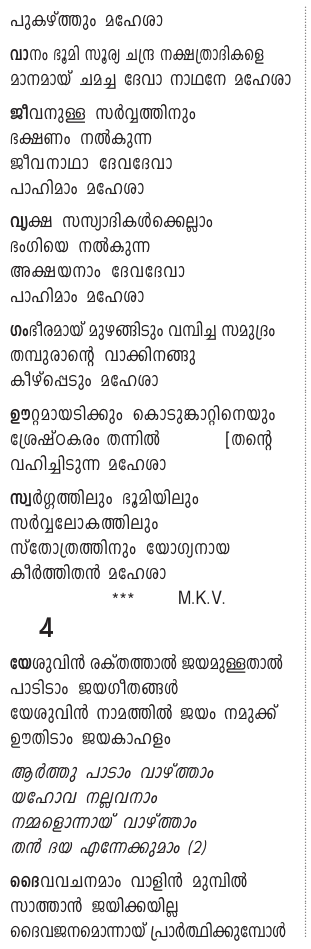 പുകഴ്ത്തും മഹേശാ
വാനം ഭൂമി സൂര്യ ചന്ദ്ര നക്ഷത്രാദികളെ
മാനമായ് ചമച്ച ദേവാ നാഥനേ മഹേശാ
ജീവനുള്ള സർവ്വത്തിനും
ഭക്ഷണം നൽകുന്ന
ജീവനാഥാ ദേവദേവാ
പാഹിമാം മഹേശാ
വൃക്ഷ സസ്യാദികൾക്കെല്ലാം
ഭംഗിയെ നൽകുന്ന
അക്ഷയനാം ദേവദേവാ
പാഹിമാം മഹേശാ
ഗംഭീരമായ് മുഴങ്ങിടും വമ്പിച്ച സമുദ്രം
തമ്പുരാന്റെ വാക്കിനങ്ങു
കീഴ്പ്പെടും മഹേശാ
ഊറ്റമായടിക്കും കൊടുങ്കാറ്റിനെയും
ശ്രേഷ്ഠകരം തന്നിൽ [തന്റെ
വഹിച്ചിടുന്ന മഹേശാ
സ്വർഗ്ഗത്തിലും ഭൂമിയിലും
സർവ്വലോകത്തിലും
സ്തോത്രത്തിനും യോഗ്യനായ
കീർത്തിതൻ മഹേശാ
*** M.K.V.
4
യേശുവിൻ രക്തത്താൽ ജയമുള്ളതാൽ
പാടിടാം ജയഗീതങ്ങൾ
യേശുവിൻ നാമത്തിൽ ജയം നമുക്ക്
ഊതിടാം ജയകാഹളം
ആർത്തു പാടാം വാഴ്ത്താം
യഹോവ നല്ലവനാം
നമ്മളൊന്നായ് വാഴ്ത്താം
തൻ ദയ എന്നേക്കുമാം (2)
ദൈവവചനമാം വാളിൻ മുമ്പിൽ
സാത്താൻ ജയിക്കയില്ല
ദൈവജനമൊന്നായ് പ്രാർത്ഥിക്കുമ്പോൾ